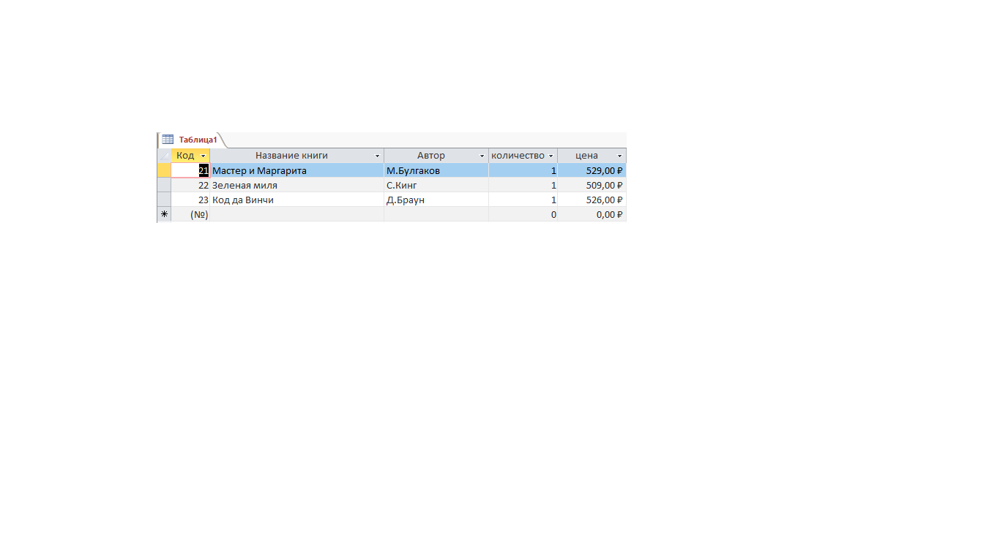 Таблица1
Код Название книги Автор количество цена
21 Мастер и Маргарита М.Булгаков 1 529,00 ₽
22 Зеленая миля С.Кинг 1 509,00 ₽
23 Код да Винчи Д.Браун 1 526,00 ₽
(№) 0 0,00 ₽